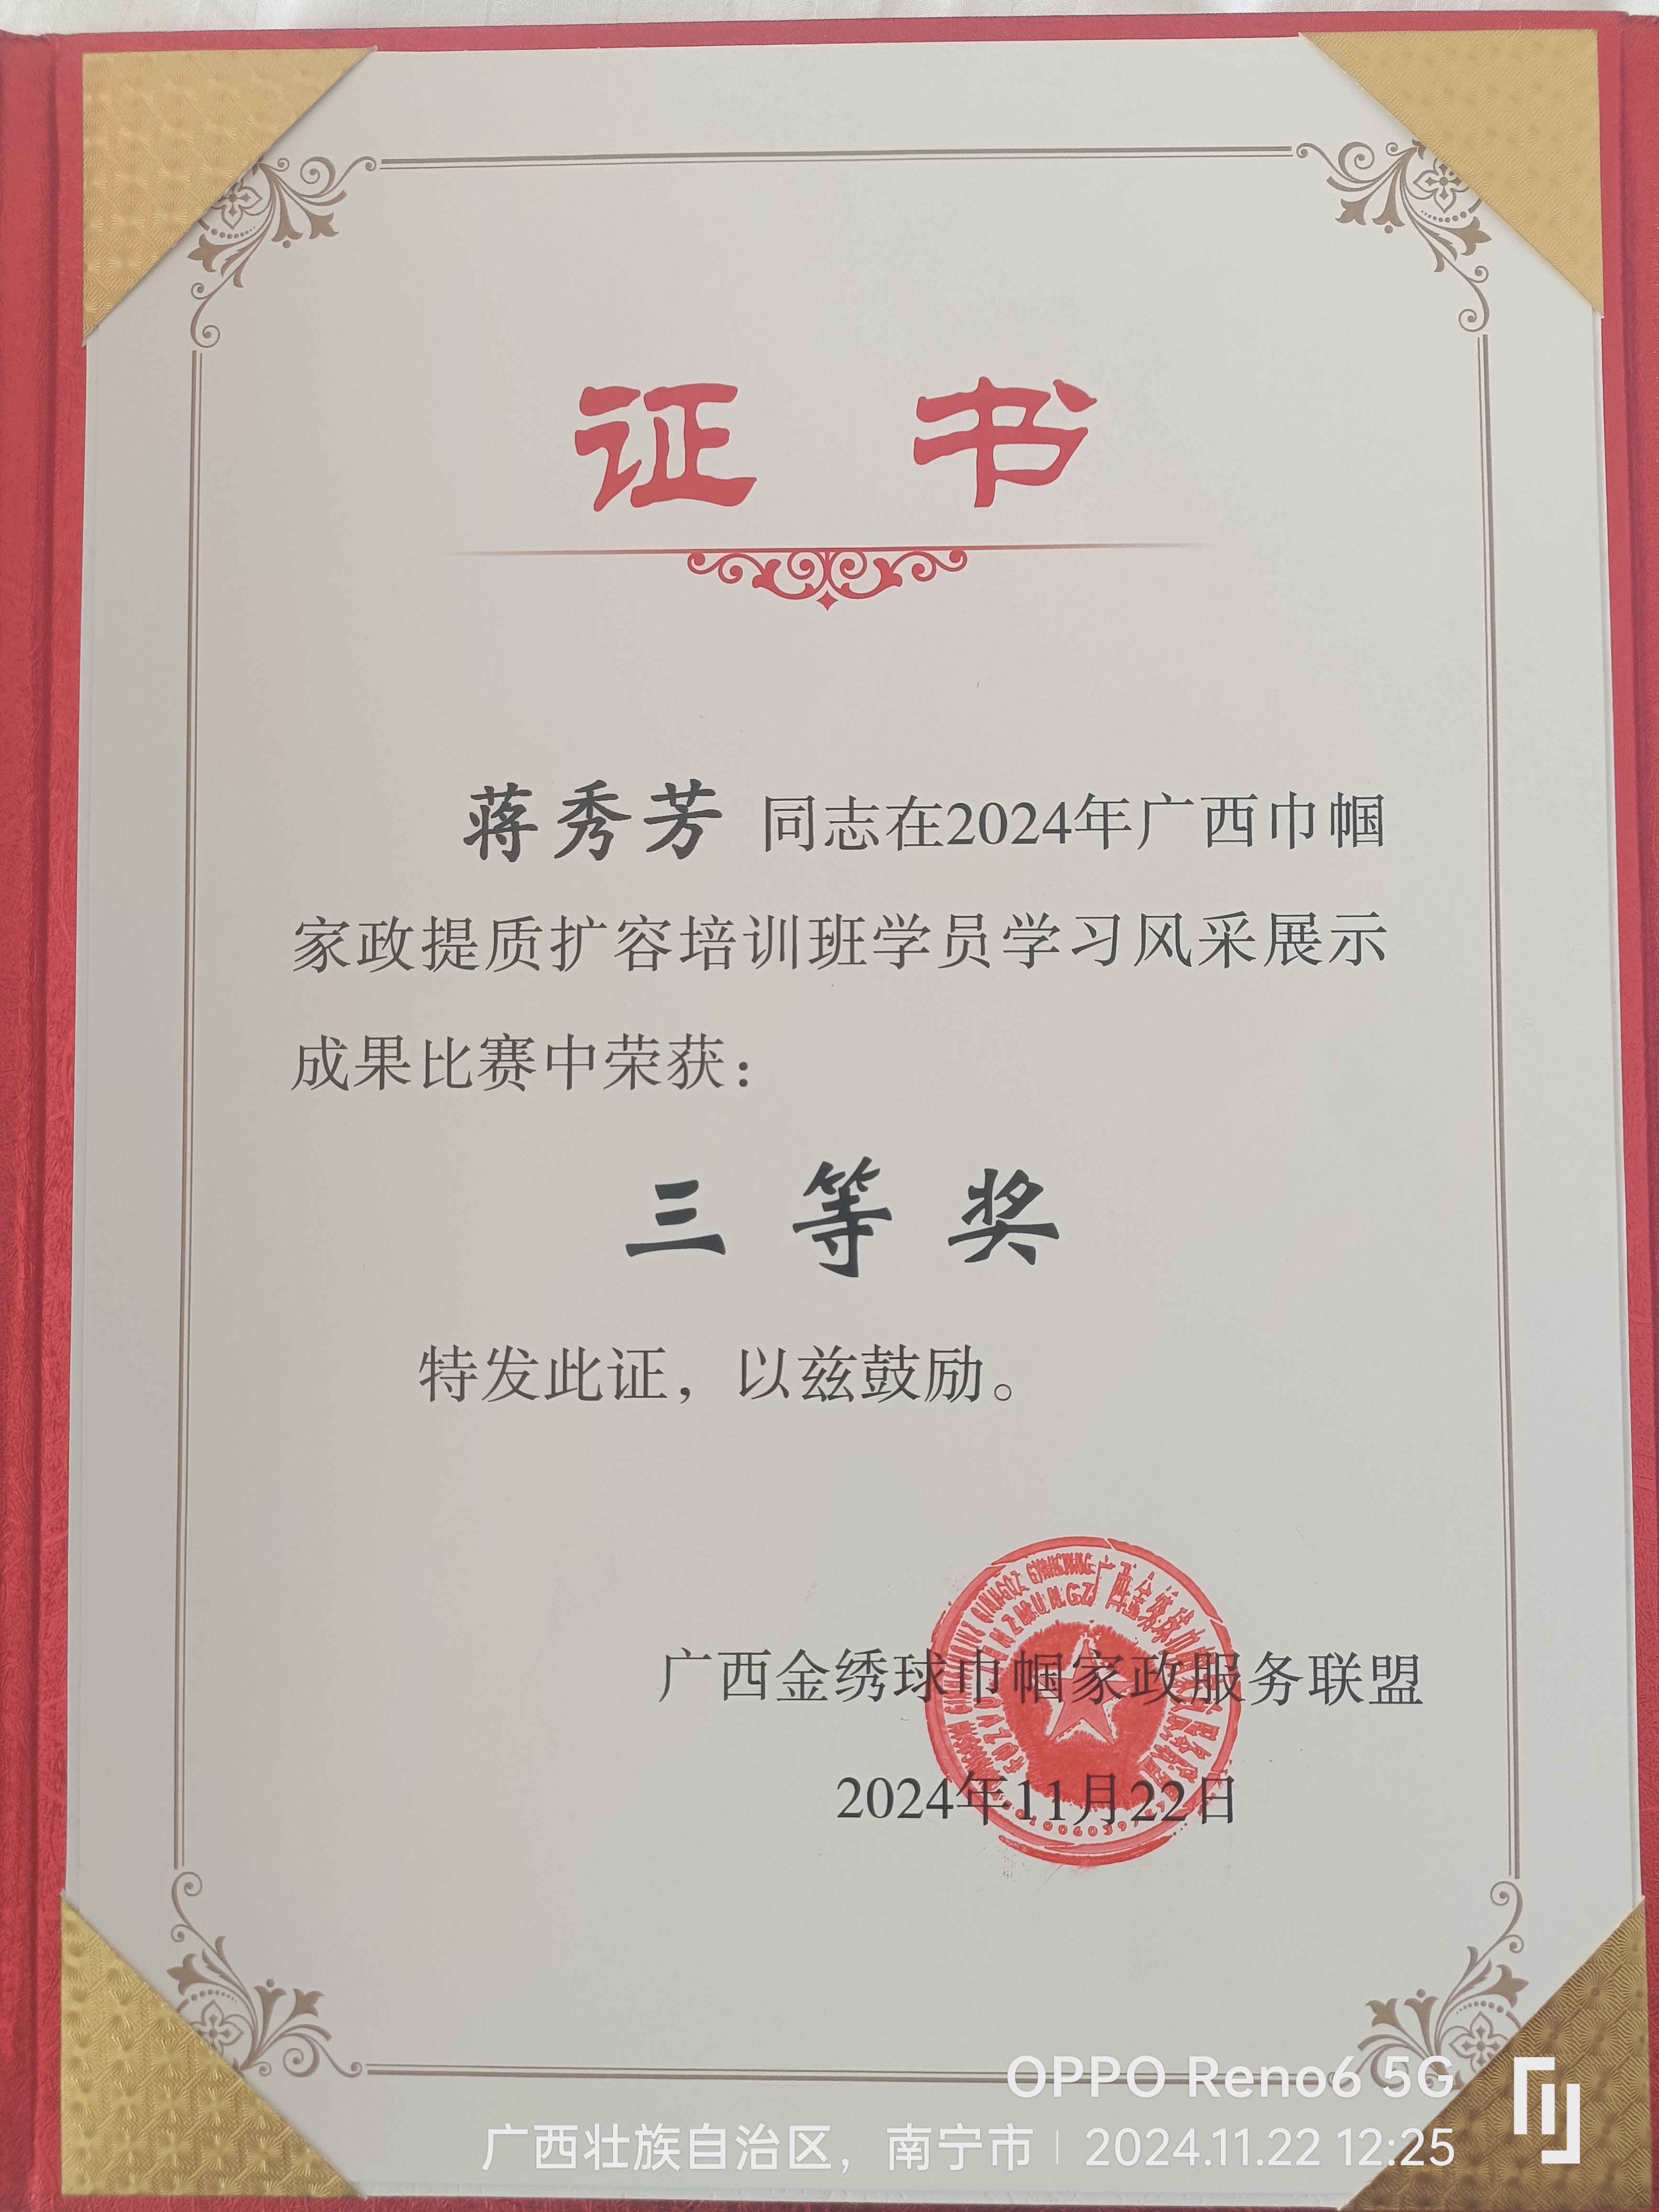 证 书
蒋秀芳 同志在2024年广西巾帼
家政提质扩容培训班学员学习风采展示
成果比赛中荣获：
三 等 奖
特发此证，以兹鼓励。
广西金绣球巾帼家政服务联盟
2024年11月22日
OPPO Reno6 5G
广西壮族自治区，南宁市 | 2024.11.22 12:25